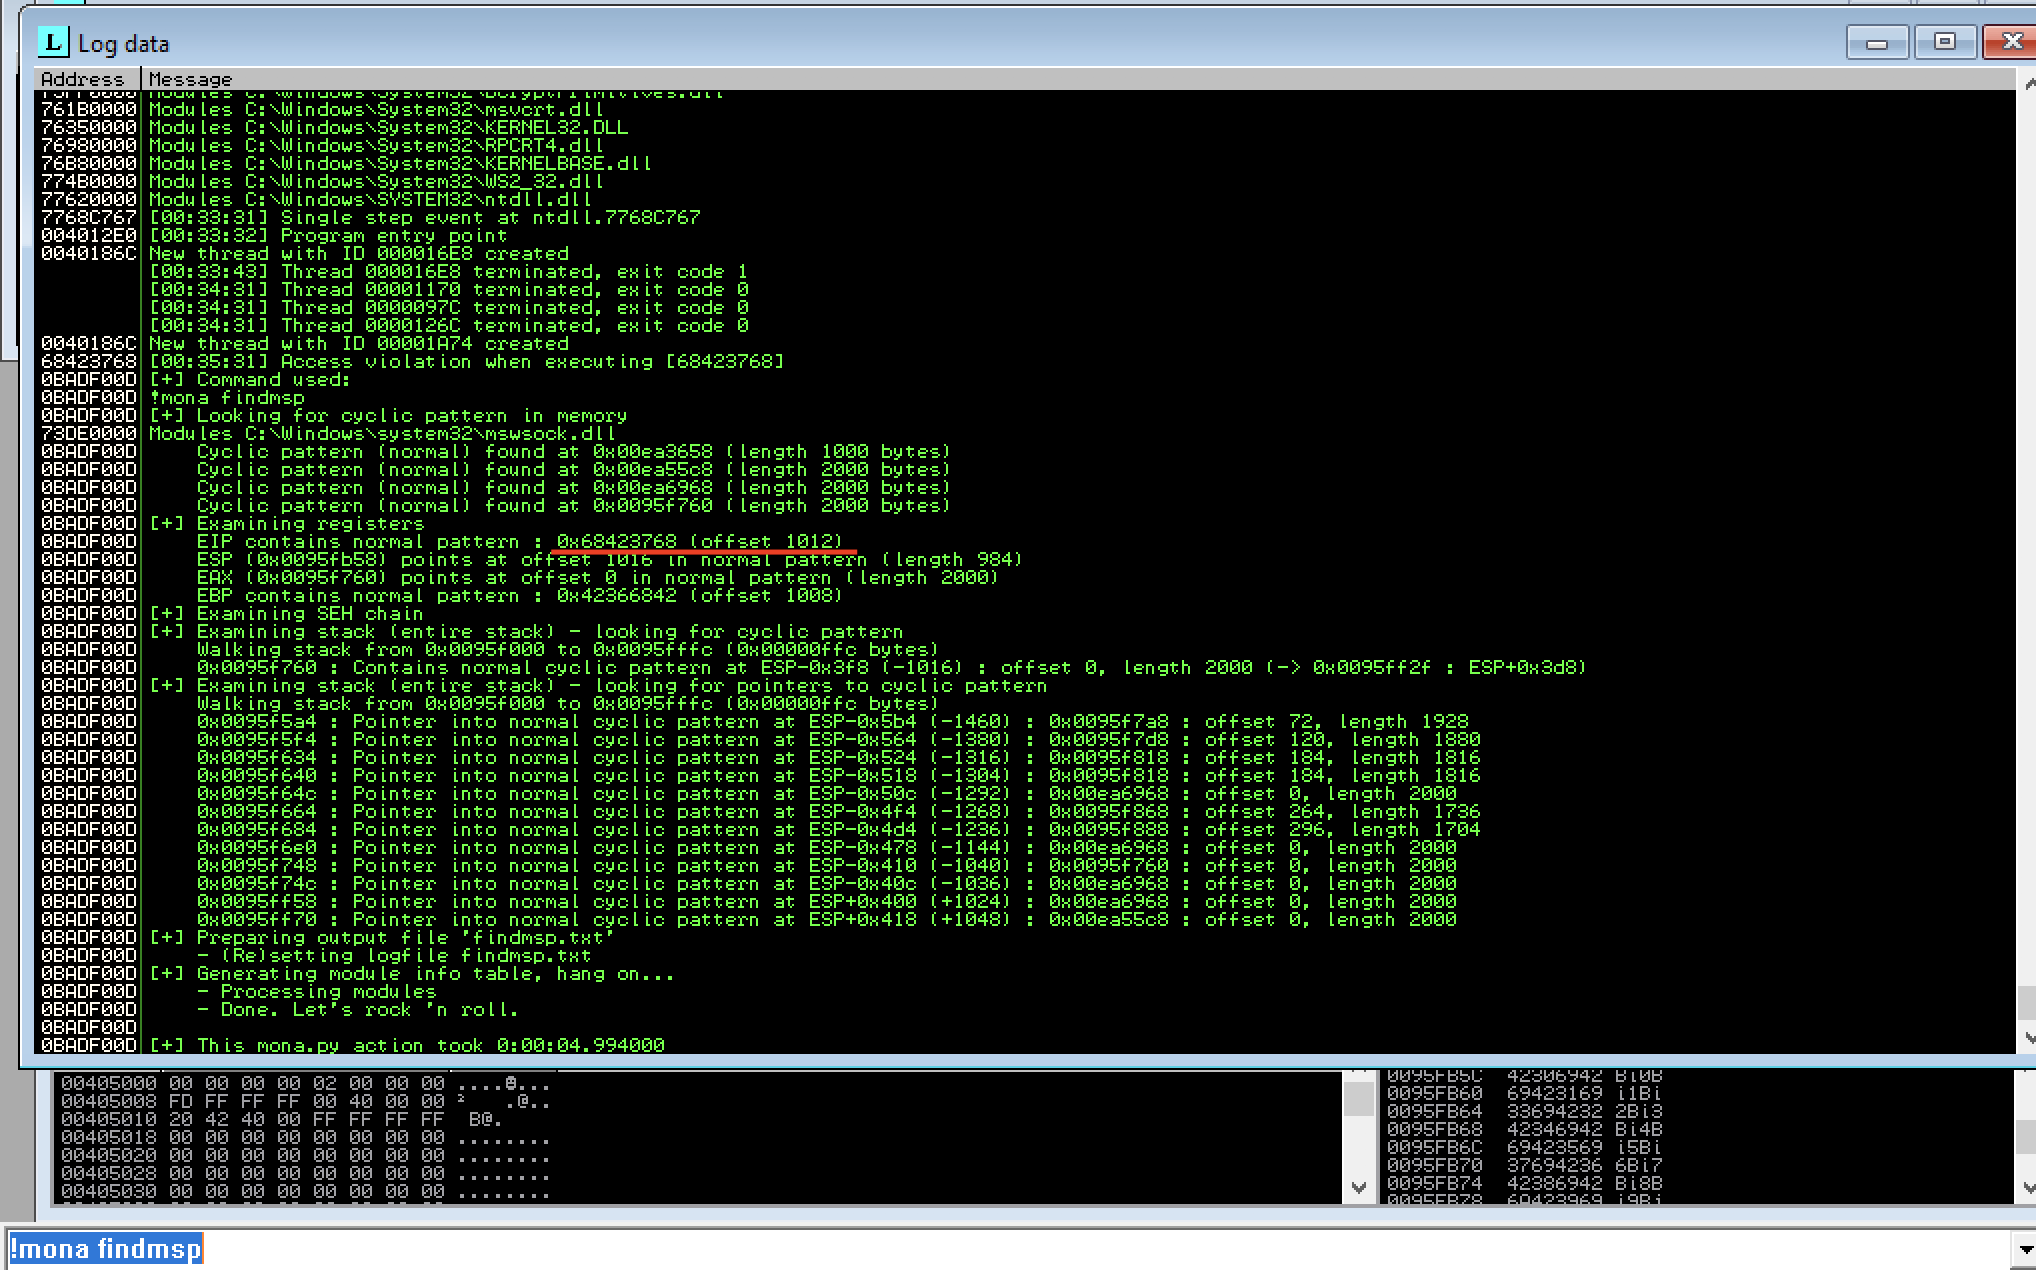 L Log data
Address Message
761B0000 Modules C:\Windows\System32\msvcrt.dll
76350000 Modules C:\Windows\System32\KERNEL32.DLL
76980000 Modules C:\Windows\System32\RPCRT4.dll
76B80000 Modules C:\Windows\System32\KERNELBASE.dll
774B0000 Modules C:\Windows\System32\WS2_32.dll
77620000 Modules C:\Windows\SYSTEM32\ntdll.dll
7768C767 [00:33:31] Single step event at ntdll.7768C767
004012E0 [00:33:32] Program entry point
0040186C New thread with ID 000016E8 created
[00:33:43] Thread 000016E8 terminated, exit code 1
[00:34:31] Thread 00001170 terminated, exit code 0
[00:34:31] Thread 0000097C terminated, exit code 0
[00:34:31] Thread 0000126C terminated, exit code 0
0040186C New thread with ID 00001A74 created
68423768 [00:35:31] Access violation when executing [68423768]
0BADF00D [+] Command used:
0BADF00D !mona findmsp
0BADF00D [+] Looking for cyclic pattern in memory
73DE0000 Modules C:\Windows\system32\mswsock.dll
0BADF00D Cyclic pattern (normal) found at 0x00ea3658 (length 1000 bytes)
0BADF00D Cyclic pattern (normal) found at 0x00ea55c8 (length 2000 bytes)
0BADF00D Cyclic pattern (normal) found at 0x00ea6968 (length 2000 bytes)
0BADF00D Cyclic pattern (normal) found at 0x0095f760 (length 2000 bytes)
0BADF00D [+] Examining registers
0BADF00D EIP contains normal pattern : 0x68423768 (offset 1012)
0BADF00D ESP (0x0095fb58) points at offset 1016 in normal pattern (length 984)
0BADF00D EAX (0x0095f760) points at offset 0 in normal pattern (length 2000)
0BADF00D EBP contains normal pattern : 0x42366842 (offset 1008)
0BADF00D [+] Examining SEH chain
0BADF00D [+] Examining stack (entire stack) - looking for cyclic pattern
0BADF00D Walking stack from 0x0095f000 to 0x0095fffc (0x00000ffc bytes)
0BADF00D 0x0095f760 : Contains normal cyclic pattern at ESP-0x3f8 (-1016) : offset 0, length 2000 (-> 0x0095ff2f : ESP+0x3d8)
0BADF00D [+] Examining stack (entire stack) - looking for pointers to cyclic pattern
0BADF00D Walking stack from 0x0095f000 to 0x0095fffc (0x00000ffc bytes)
0BADF00D 0x0095f5a4 : Pointer into normal cyclic pattern at ESP-0x5b4 (-1460) : 0x0095f7a8 : offset 72, length 1928
0BADF00D 0x0095f5f4 : Pointer into normal cyclic pattern at ESP-0x564 (-1380) : 0x0095f7d8 : offset 120, length 1880
0BADF00D 0x0095f634 : Pointer into normal cyclic pattern at ESP-0x524 (-1316) : 0x0095f818 : offset 184, length 1816
0BADF00D 0x0095f640 : Pointer into normal cyclic pattern at ESP-0x518 (-1304) : 0x0095f818 : offset 184, length 1816
0BADF00D 0x0095f64c : Pointer into normal cyclic pattern at ESP-0x50c (-1292) : 0x00ea6968 : offset 0, length 2000
0BADF00D 0x0095f664 : Pointer into normal cyclic pattern at ESP-0x4f4 (-1268) : 0x0095f868 : offset 264, length 1736
0BADF00D 0x0095f684 : Pointer into normal cyclic pattern at ESP-0x4d4 (-1236) : 0x0095f888 : offset 296, length 1704
0BADF00D 0x0095f6e0 : Pointer into normal cyclic pattern at ESP-0x478 (-1144) : 0x00ea6968 : offset 0, length 2000
0BADF00D 0x0095f748 : Pointer into normal cyclic pattern at ESP-0x410 (-1040) : 0x0095f760 : offset 0, length 2000
0BADF00D 0x0095f74c : Pointer into normal cyclic pattern at ESP-0x40c (-1036) : 0x00ea6968 : offset 0, length 2000
0BADF00D 0x0095ff58 : Pointer into normal cyclic pattern at ESP+0x400 (+1024) : 0x00ea6968 : offset 0, length 2000
0BADF00D 0x0095ff70 : Pointer into normal cyclic pattern at ESP+0x418 (+1048) : 0x00ea55c8 : offset 0, length 2000
0BADF00D [+] Preparing output file 'findmsp.txt'
0BADF00D - (Re)setting logfile findmsp.txt
0BADF00D [+] Generating module info table, hang on...
0BADF00D - Processing modules
0BADF00D - Done. Let's rock 'n roll.
0BADF00D
0BADF00D [+] This mona.py action took 0:00:04.994000
00405000 00 00 00 00 02 00 00 00 ....☻...
00405008 FD FF FF FF 00 40 00 00 ² .@..
00405010 20 42 40 00 FF FF FF FF B@.
00405018 00 00 00 00 00 00 00 00 ........
00405020 00 00 00 00 00 00 00 00 ........
00405028 00 00 00 00 00 00 00 00 ........
00405030 00 00 00 00 00 00 00 00 ........
0095FB5C 42306942 Bi0B
0095FB60 69423169 i1Bi
0095FB64 33694232 2Bi3
0095FB68 42346942 Bi4B
0095FB6C 69423569 i5Bi
0095FB70 37694236 6Bi7
0095FB74 42386942 Bi8B
0095FB78 69423969 i9Bi
!mona findmsp